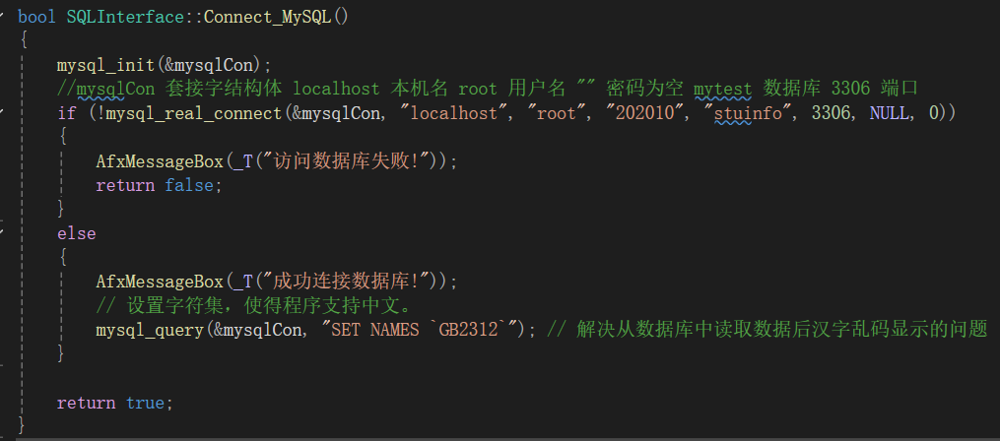 bool SQLInterface::Connect_MySQL()
{
mysql_init(&mysqlCon);
//mysqlCon 套接字结构体 localhost 本机名 root 用户名 "" 密码为空 mytest 数据库 3306 端口
if (!mysql_real_connect(&mysqlCon, "localhost", "root", "202010", "stuinfo", 3306, NULL, 0))
{
AfxMessageBox(_T("访问数据库失败!"));
return false;
}
else
{
AfxMessageBox(_T("成功连接数据库!"));
// 设置字符集，使得程序支持中文。
mysql_query(&mysqlCon, "SET NAMES `GB2312`"); // 解决从数据库中读取数据后汉字乱码显示的问题
}
return true;
}